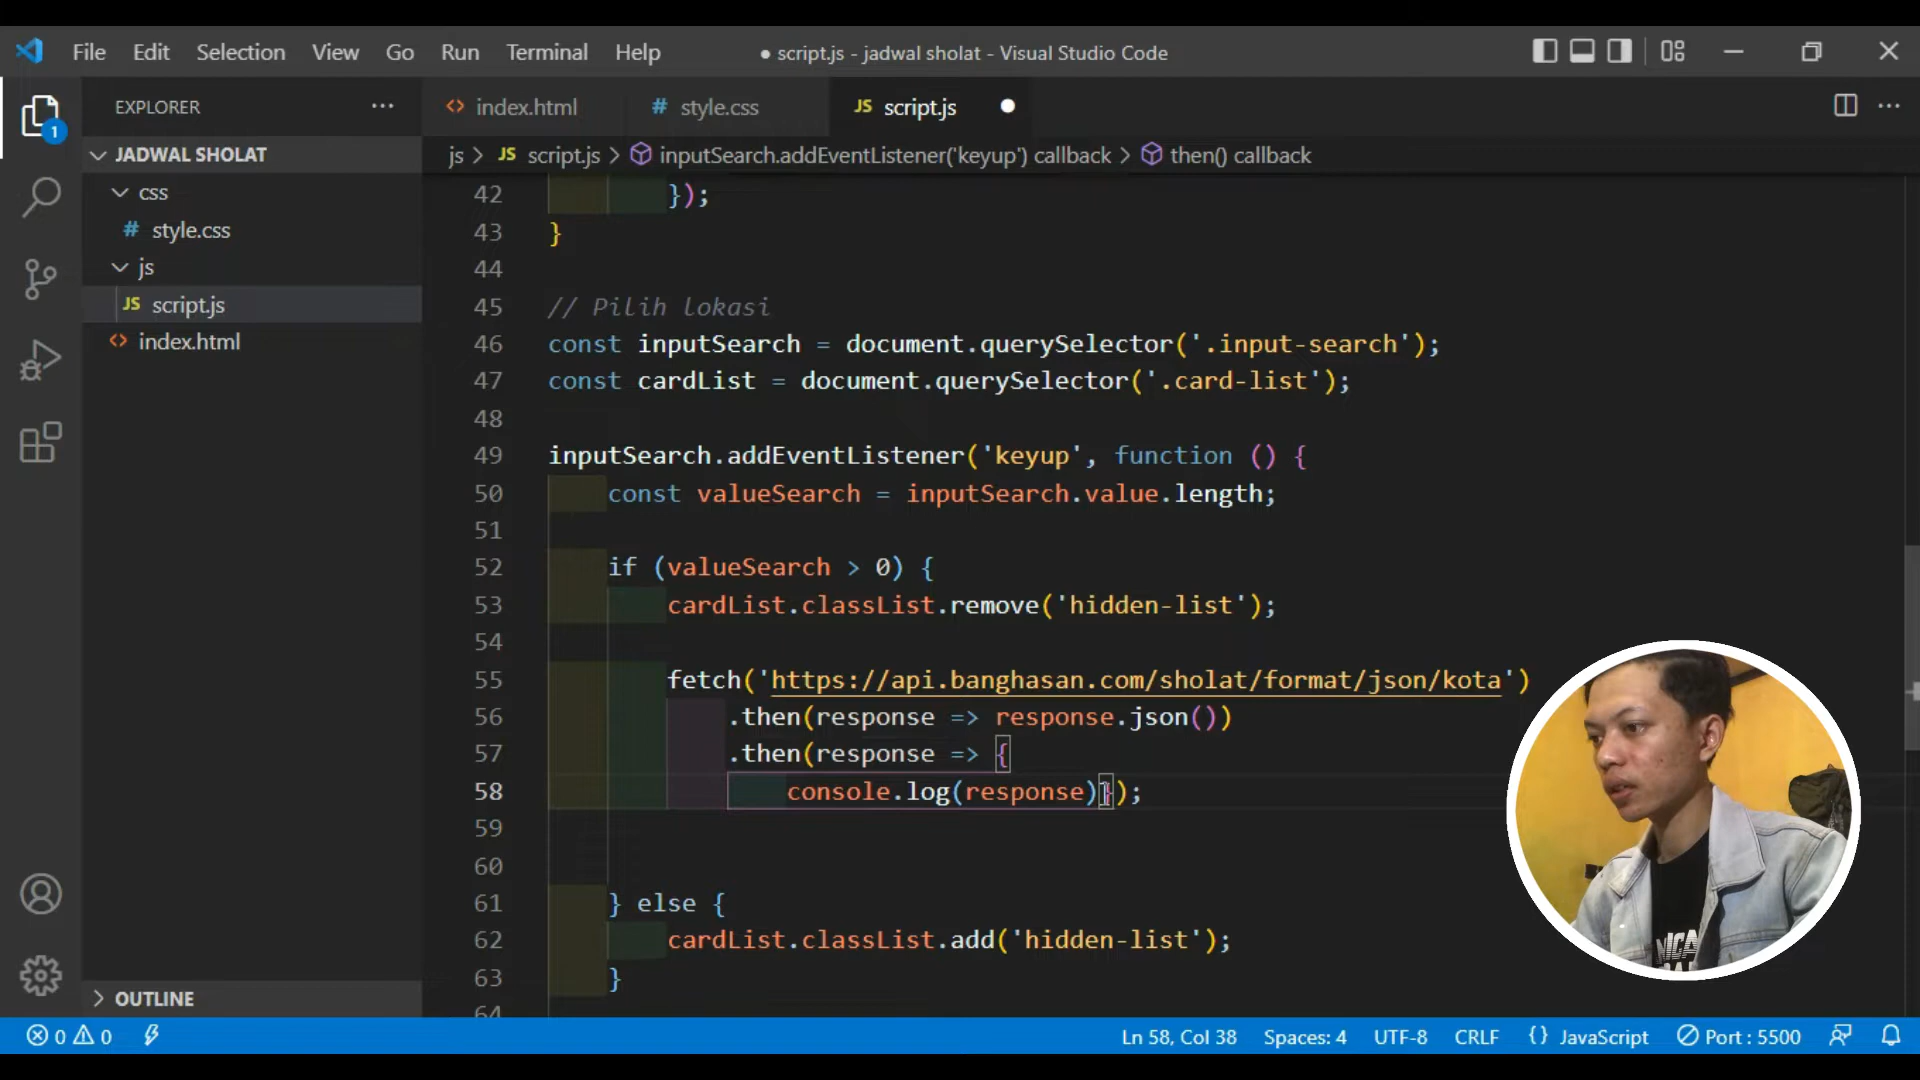 File Edit Selection View Go Run Terminal Help
● script.js - jadwal sholat - Visual Studio Code
EXPLORER
index.html
# style.css
JS script.js
JADWAL SHOLAT
js > JS script.js > inputSearch.addEventListener('keyup') callback > then() callback
1
css
# style.css
js
JS script.js
index.html
42 });
43 }
44
45 // Pilih lokasi
46 const inputSearch = document.querySelector('.input-search');
47 const cardList = document.querySelector('.card-list');
48
49 inputSearch.addEventListener('keyup', function () {
50 const valueSearch = inputSearch.value.length;
51
52 if (valueSearch > 0) {
53 cardList.classList.remove('hidden-list');
54
55 fetch('https://api.banghasan.com/sholat/format/json/kota')
56 .then(response => response.json())
57 .then(response => {
58 console.log(response)});
59
60
61 } else {
62 cardList.classList.add('hidden-list');
63 }
64
OUTLINE
0 0
Ln 58, Col 38 Spaces: 4 UTF-8 CRLF {} JavaScript Port : 5500